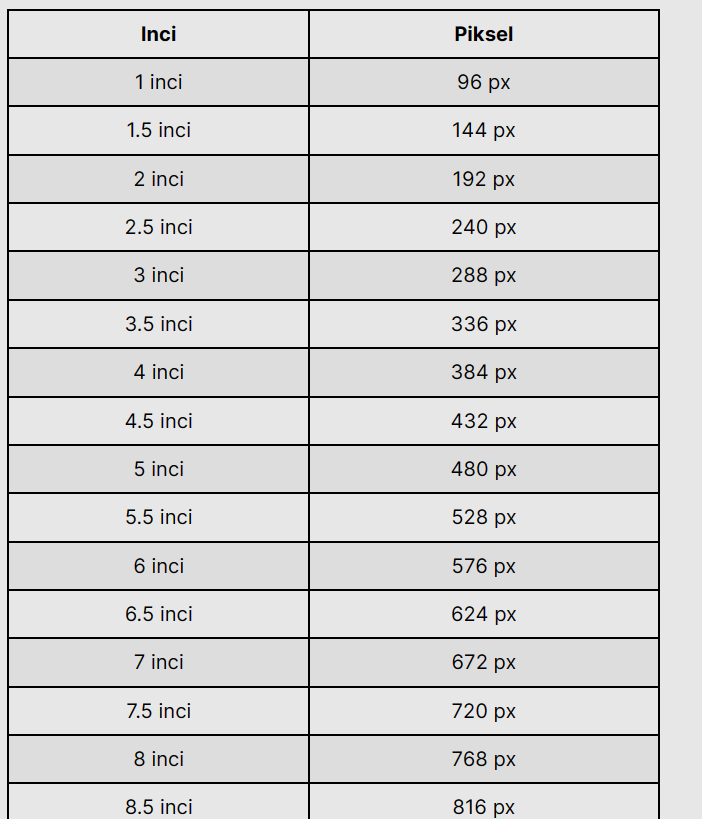 Inci Piksel
1 inci 96 px
1.5 inci 144 px
2 inci 192 px
2.5 inci 240 px
3 inci 288 px
3.5 inci 336 px
4 inci 384 px
4.5 inci 432 px
5 inci 480 px
5.5 inci 528 px
6 inci 576 px
6.5 inci 624 px
7 inci 672 px
7.5 inci 720 px
8 inci 768 px
8.5 inci 816 px